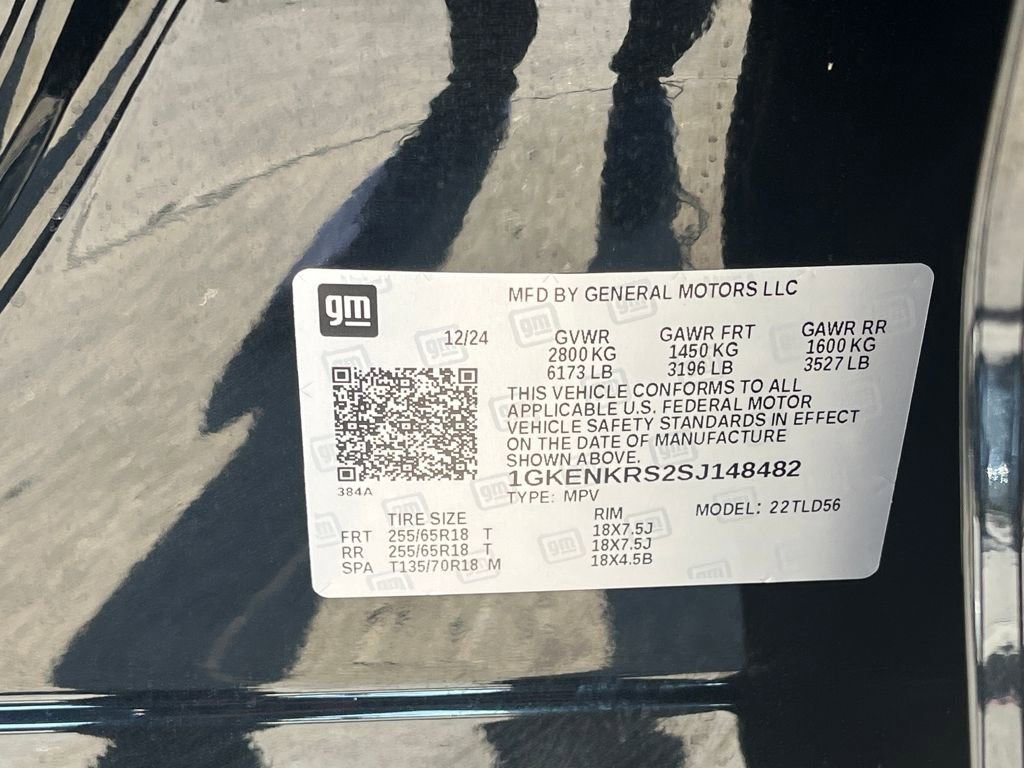 gm
MFD BY GENERAL MOTORS LLC
12/24 GVWR GAWR FRT GAWR RR
2800 KG 1450 KG 1600 KG
6173 LB 3196 LB 3527 LB
THIS VEHICLE CONFORMS TO ALL
APPLICABLE U.S. FEDERAL MOTOR
VEHICLE SAFETY STANDARDS IN EFFECT
ON THE DATE OF MANUFACTURE
SHOWN ABOVE.
1GKENKRS2SJ148482
384A
TYPE: MPV MODEL: 22TLD56
TIRE SIZE RIM
FRT 255/65R18 T 18X7.5J
RR 255/65R18 T 18X7.5J
SPA T135/70R18 M 18X4.5B